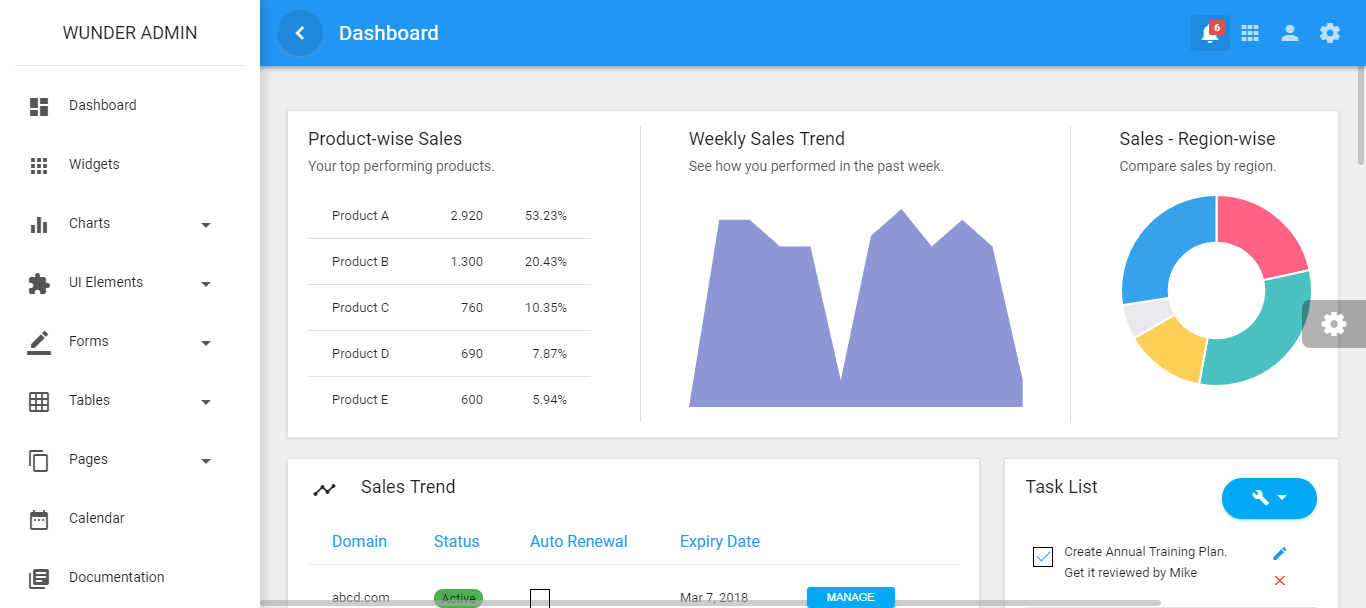 WUNDER ADMIN
Dashboard
Widgets
Charts
UI Elements
Forms
Tables
Pages
Calendar
Documentation
Dashboard
6
Product-wise Sales
Your top performing products.
Product A 2.920 53.23%
Product B 1.300 20.43%
Product C 760 10.35%
Product D 690 7.87%
Product E 600 5.94%
Weekly Sales Trend
See how you performed in the past week.
Sales - Region-wise
Compare sales by region.
Sales Trend
Domain Status Auto Renewal Expiry Date
abcd.com Active Mar 7, 2018 MANAGE
Task List
Create Annual Training Plan.
Get it reviewed by Mike